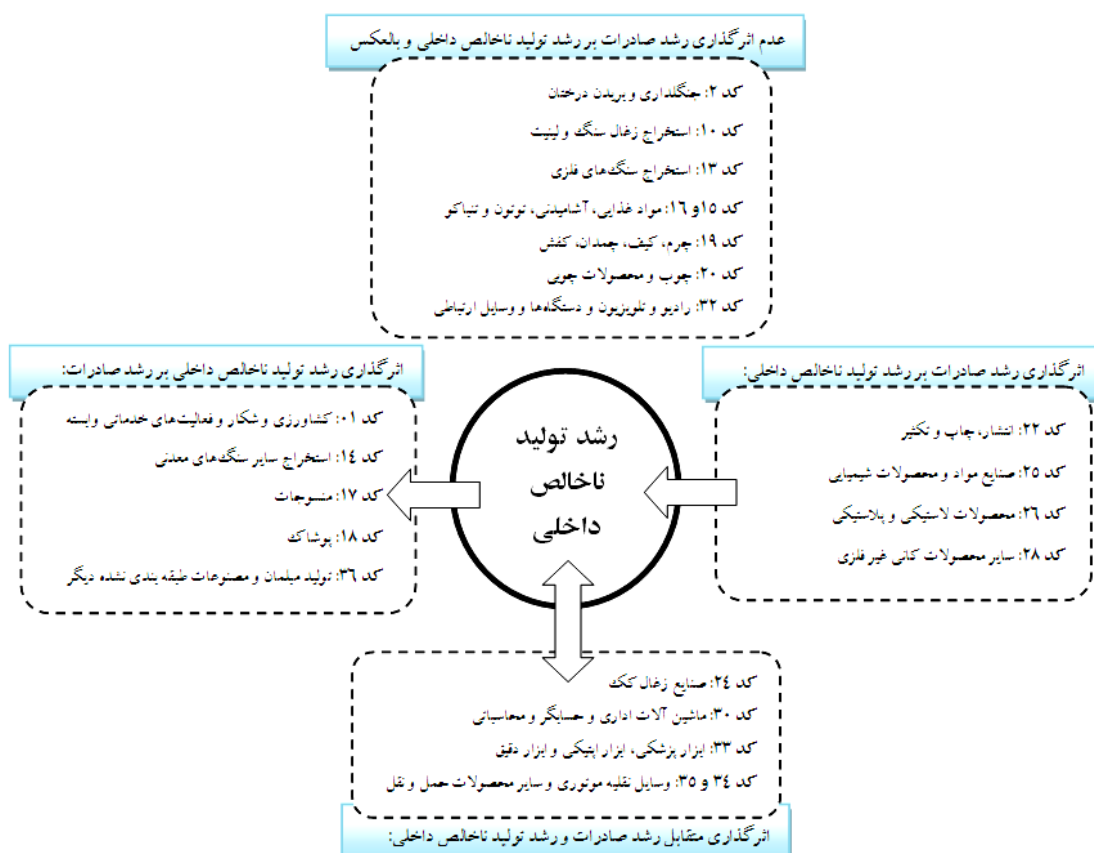 عدم اثرگذاری رشد صادرات بر رشد تولید ناخالص داخلی و بالعکس
کد ۲: جنگلداری و بریدن درختان
کد ۱۰: استخراج زغال سنگ و لینیت
کد ۱۳: استخراج سنگ‌های فلزی
کد ۱۵و ۱۶: مواد غذایی، آشامیدنی، توتون و تنباکو
کد ۱۹: چرم، کیف، چمدان، کفش
کد ۲۰: چوب و محصولات چوبی
کد ۳۲: رادیو و تلویزیون و دستگاه‌ها و وسایل ارتباطی
اثرگذاری رشد صادرات بر رشد تولید ناخالص داخلی:
کد ۲۲: انتشار، چاپ و تکثیر
کد ۲۵: صنایع مواد و محصولات شیمیایی
کد ۲۶: محصولات لاستیکی و پلاستیکی
کد ۲۸: سایر محصولات کانی غیر فلزی
رشد تولید
ناخالص
داخلی
اثرگذاری رشد تولید ناخالص داخلی بر رشد صادرات:
کد ۰۱: کشاورزی و شکار و فعالیت‌های خدماتی وابسته
کد ۱۴: استخراج سایر سنگ‌های معدنی
کد ۱۷: منسوجات
کد ۱۸: پوشاک
کد ۳۶: تولید مبلمان و مصنوعات طبقه بندی نشده دیگر
کد ۲۴: صنایع زغال کک
کد ۳۰: ماشین آلات اداری و حسابگر و محاسباتی
کد ۳۳: ابزار پزشکی، ابزار اپتیکی و ابزار دقیق
کد ۳۴ و ۳۵: وسایل نقلیه موتوری و سایر محصولات حمل و نقل
اثرگذاری متقابل رشد صادرات و رشد تولید ناخالص داخلی: